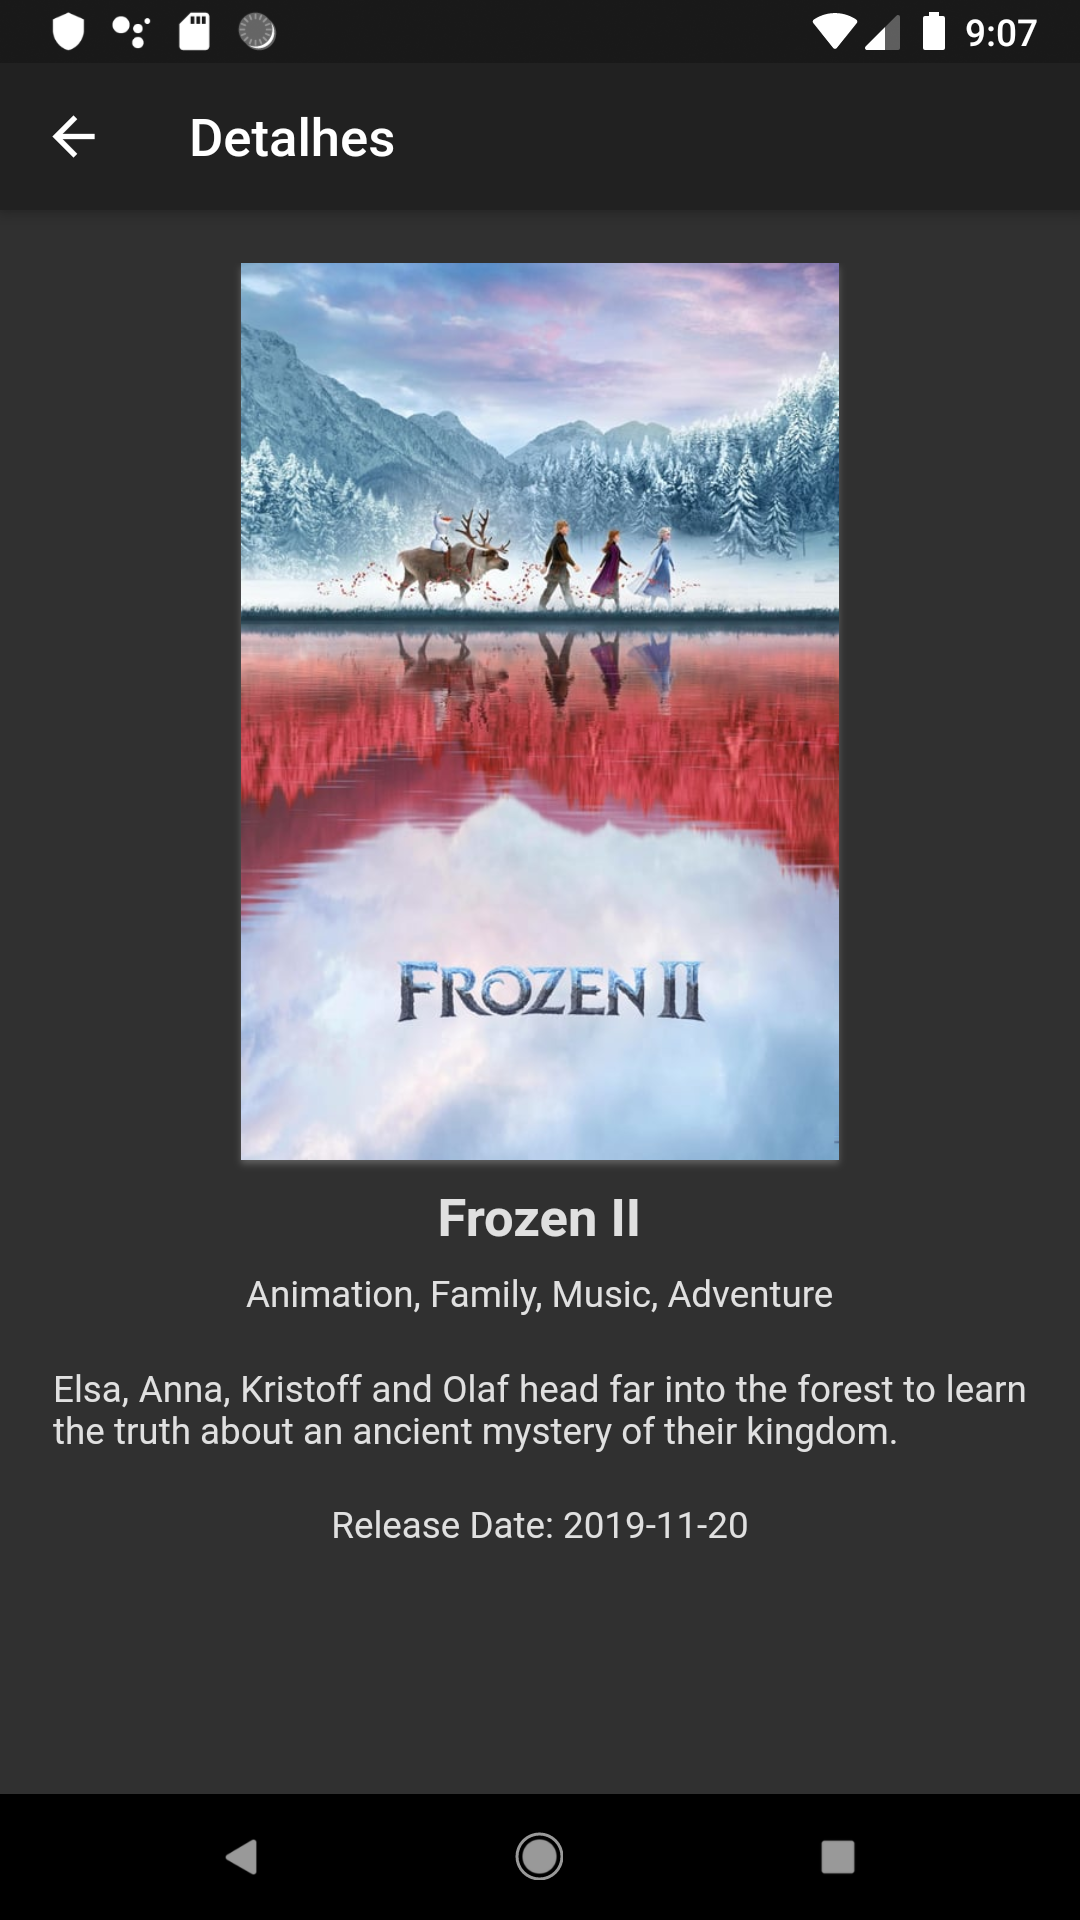 9:07
Detalhes
FROZEN II
Frozen II
Animation, Family, Music, Adventure
Elsa, Anna, Kristoff and Olaf head far into the forest to learn
the truth about an ancient mystery of their kingdom.
Release Date: 2019-11-20